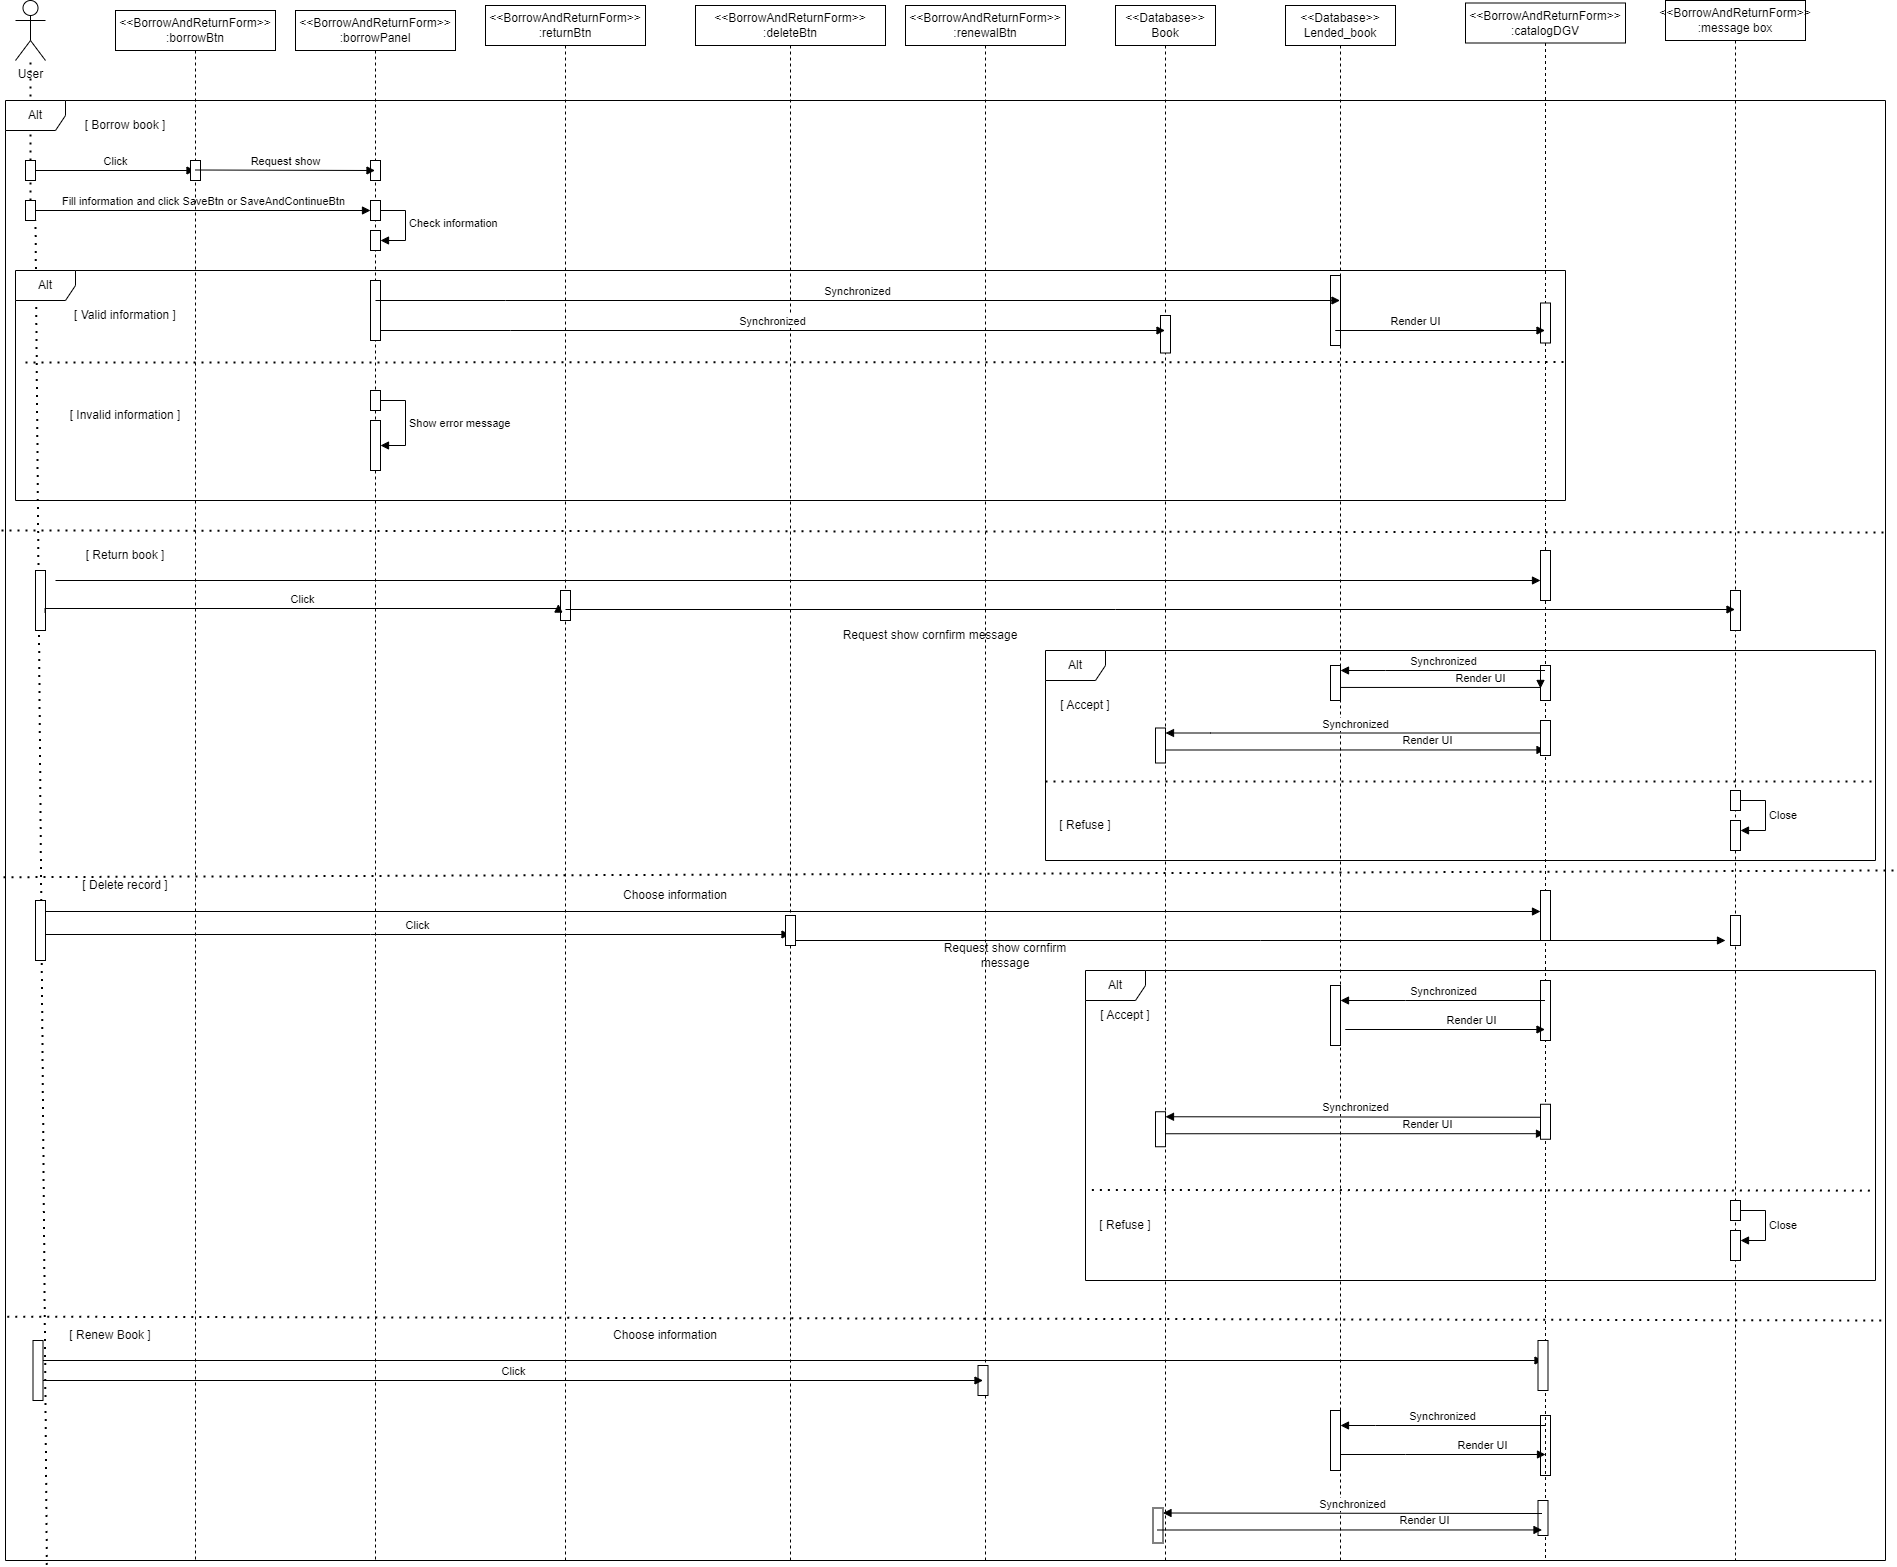 <<BorrowAndReturnForm>>
:borrowBtn
<<BorrowAndReturnForm>>
:borrowPanel
<<BorrowAndReturnForm>>
:returnBtn
<<BorrowAndReturnForm>>
:deleteBtn
<<BorrowAndReturnForm>>
:renewalBtn
<<Database>>
Book
<<Database>>
Lended_book
<<BorrowAndReturnForm>>
:catalogDGV
<<BorrowAndReturnForm>>
:message box
User
Alt
[ Borrow book ]
Click
Request show
Fill information and click SaveBtn or SaveAndContinueBtn
Check information
Alt
[ Valid information ]
Synchronized
Synchronized
Render UI
[ Invalid information ]
Show error message
[ Return book ]
Click
Request show cornfirm message
Alt
Synchronized
Render UI
[ Accept ]
Synchronized
Render UI
[ Refuse ]
Close
[ Delete record ]
Choose information
Click
Request show cornfirm
message
Alt
Synchronized
[ Accept ]
Render UI
Synchronized
Render UI
[ Refuse ]
Close
[ Renew Book ]
Choose information
Click
Synchronized
Render UI
Synchronized
Render UI